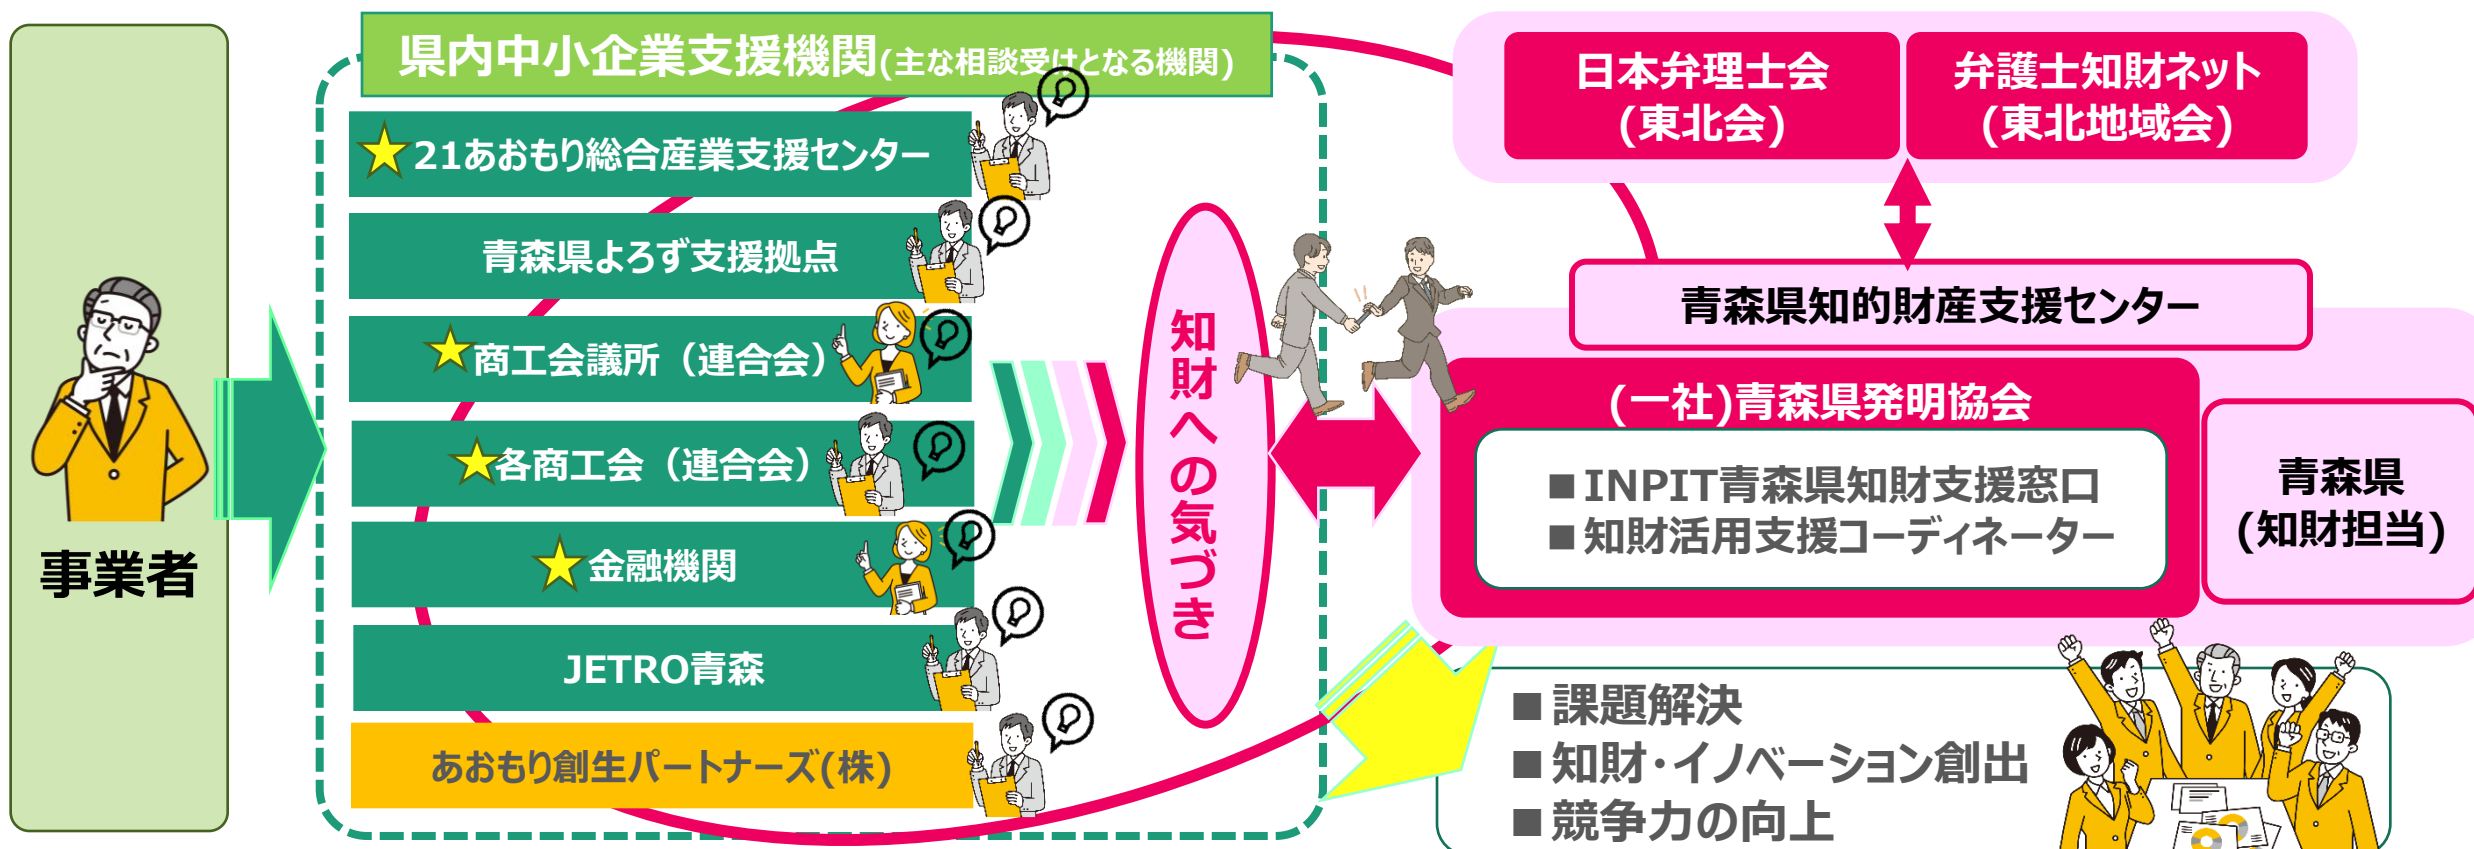 事業者
県内中小企業支援機関(主な相談受けとなる機関)
21あおもり総合産業支援センター
青森県よろず支援拠点
商工会議所（連合会）
各商工会（連合会）
金融機関
JETRO青森
あおもり創生パートナーズ(株)
知財への気づき
日本弁理士会
(東北会)
弁護士知財ネット
(東北地域会)
青森県知的財産支援センター
(一社)青森県発明協会
■INPIT青森県知財支援窓口
■知財活用支援コーディネーター
青森県
(知財担当)
■課題解決
■知財・イノベーション創出
■競争力の向上